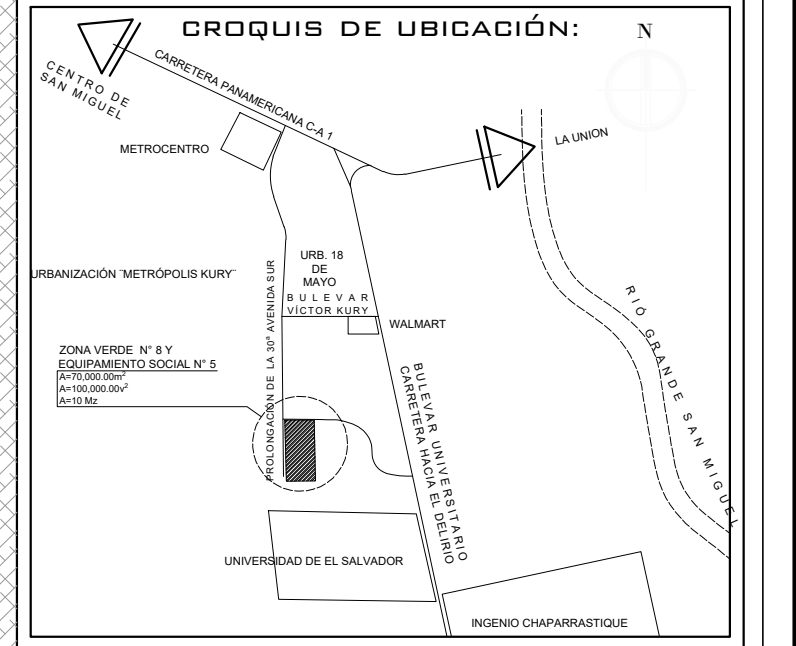 CROQUIS DE UBICACIÓN:
N
CENTRO DE
SAN MIGUEL
CARRETERA PANAMERICANA C-A 1
METROCENTRO
LA UNION
URB. 18
DE
MAYO
BULEVAR
VÍCTOR KURY
URBANIZACIÓN ¨METRÓPOLIS KURY¨
PROLONGACIÓN DE LA 30ª AVENIDA SUR
WALMART
RIÓ GRANDE SAN MIGUEL
ZONA VERDE N° 8 Y
EQUIPAMIENTO SOCIAL N° 5
A=70,000.00m²
A=100,000.00v²
A=10 Mz
BULEVAR UNIVERSITARIO
CARRETERA HACIA EL DELIRIO
UNIVERSIDAD DE EL SALVADOR
INGENIO CHAPARRASTIQUE